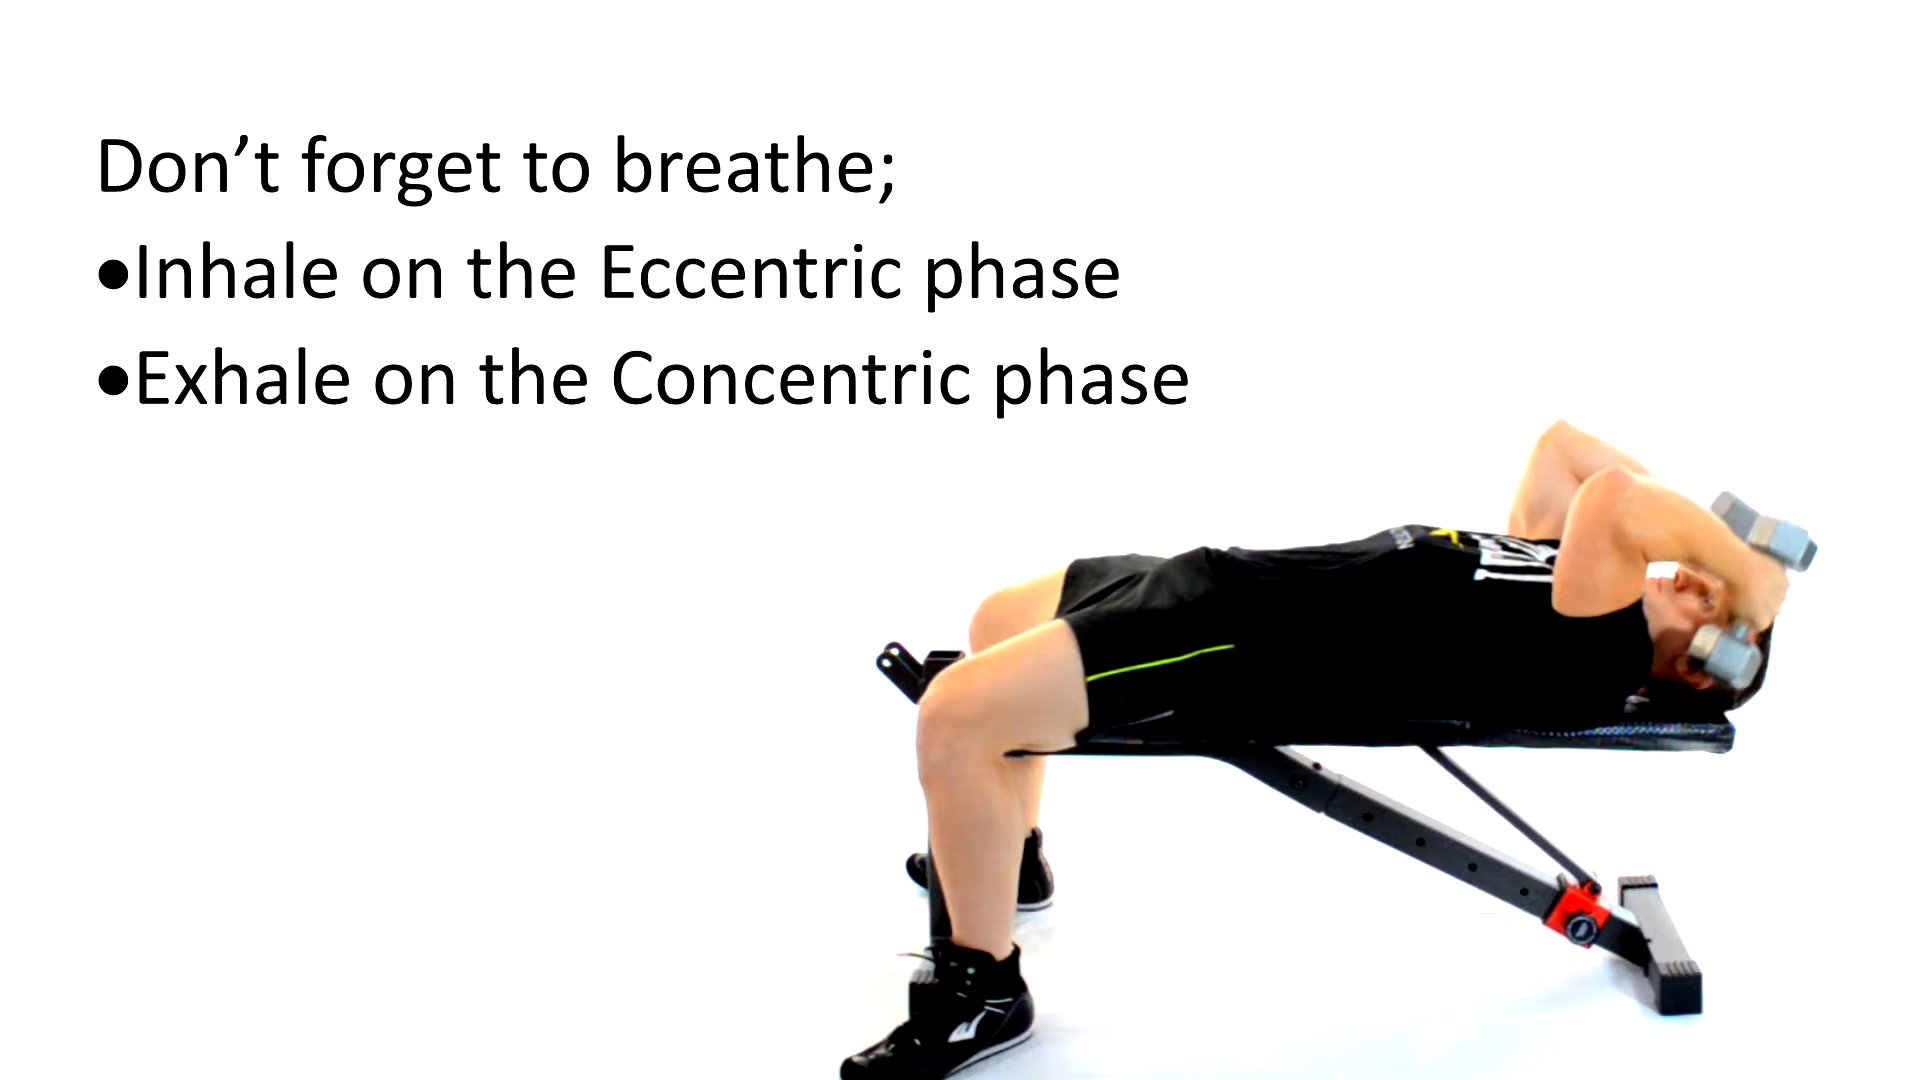 Don’t forget to breathe;
•Inhale on the Eccentric phase
•Exhale on the Concentric phase